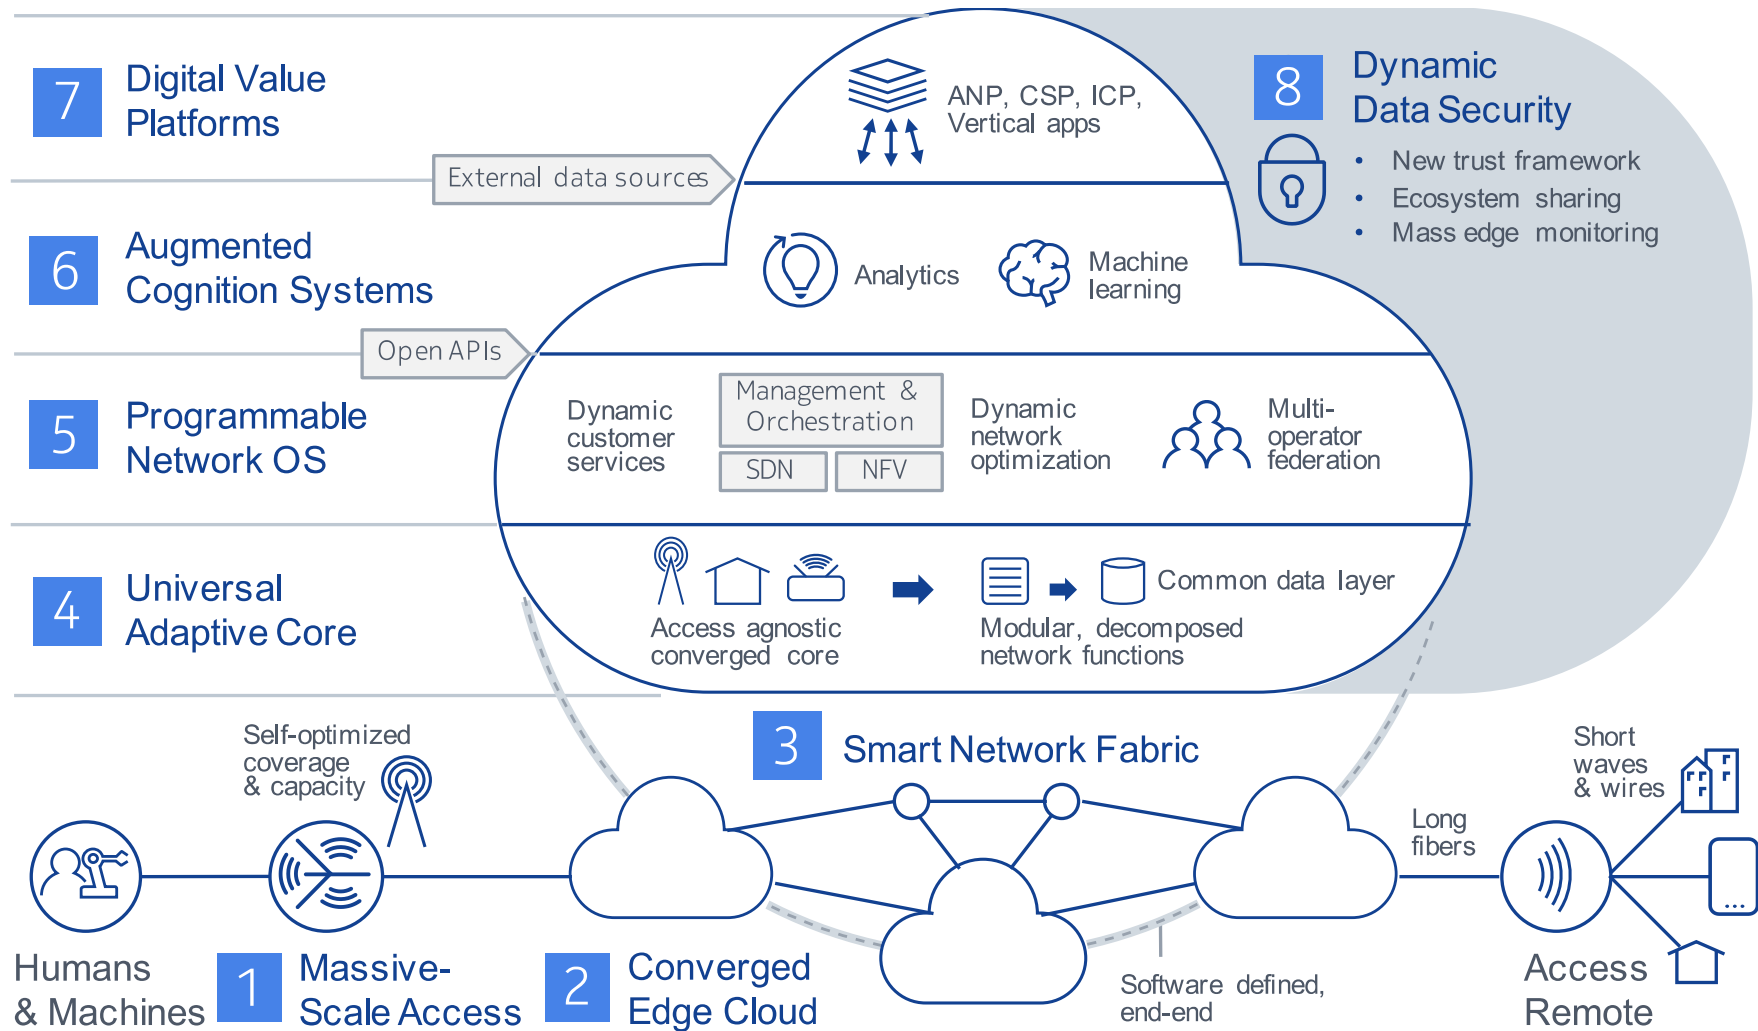 7
Digital Value
Platforms
ANP, CSP, ICP,
Vertical apps
8
Dynamic
Data Security
• New trust framework
• Ecosystem sharing
• Mass edge monitoring
External data sources
6
Augmented
Cognition Systems
Analytics
Machine
learning
Open APIs
5
Programmable
Network OS
Dynamic
customer
services
Management &
Orchestration
SDN
NFV
Dynamic
network
optimization
Multi-
operator
federation
4
Universal
Adaptive Core
Access agnostic
converged core
Modular, decomposed
network functions
Common data layer
Self-optimized
coverage
& capacity
3
Smart Network Fabric
Short
waves
& wires
Long
fibers
Humans
& Machines
1
Massive-
Scale Access
2
Converged
Edge Cloud
Software defined,
end-end
Access
Remote